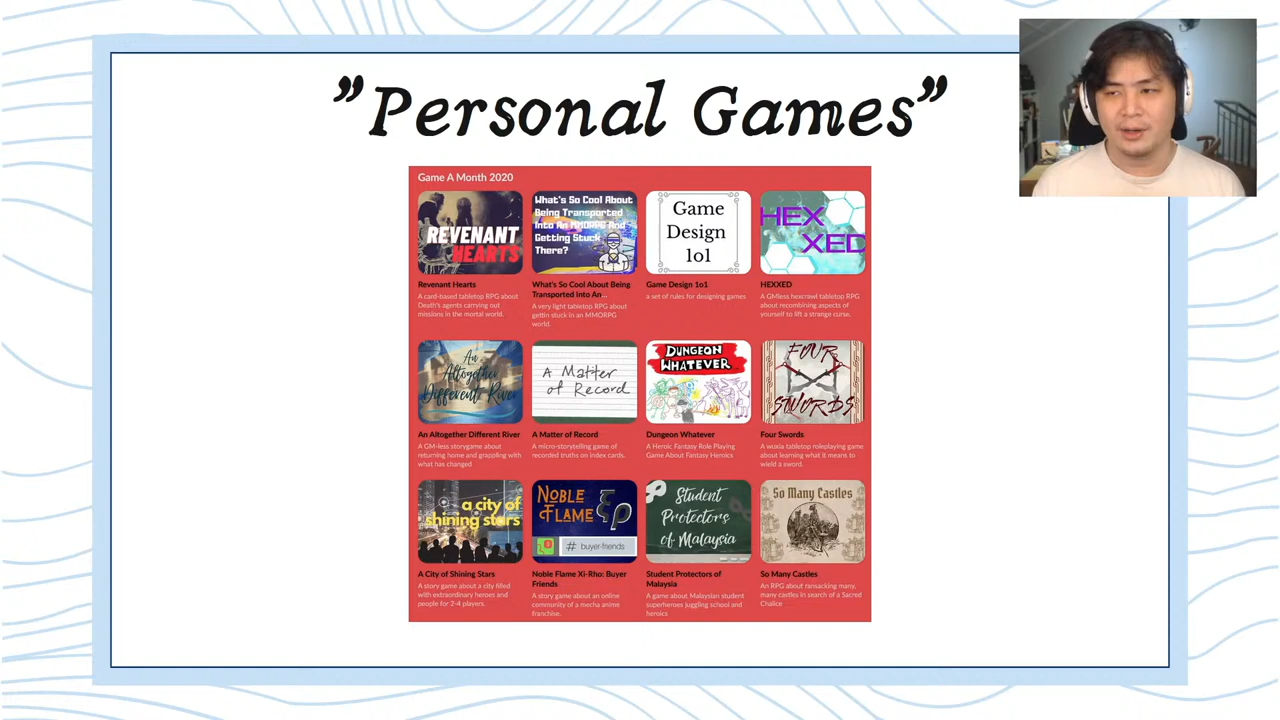 "Personal Games"
Game A Month 2020
REVENANT
HEARTS
What's So Cool About
Being Transported
Into An MMORPG And
Getting Stuck
There?
Game
Design
1o1
HEX
XED
Revenant Hearts
A card-based tabletop RPG about
Death's agents carrying out
missions in the mortal world.
What's So Cool About Being
Transported Into An...
A very light tabletop RPG about
gettin stuck in an MMORPG
world.
Game Design 1o1
a set of rules for designing games
HEXXED
A GMless hexcrawl tabletop RPG
about recombining aspects of
yourself to lift a strange curse.
An
Altogether
Different River
A Matter
of Record
DUNGEON
WHATEVER
FOUR
SWORDS
An Altogether Different River
A GM-less storygame about
returning home and grappling with
what has changed
A Matter of Record
A micro-storytelling game of
recorded truths on index cards.
Dungeon Whatever
A Heroic Fantasy Role Playing
Game About Fantasy Heroics
Four Swords
A wuxia tabletop roleplaying game
about learning what it means to
wield a sword.
a city of
shining stars
NOBLE
FLAME ξρ
# buyer-friends
Student
Protectors
of Malaysia
So Many Castles
A City of Shining Stars
A story game about a city filled
with extraordinary heroes and
people for 2-4 players.
Noble Flame Xi-Rho: Buyer
Friends
A story game about an online
community of a mecha anime
franchise.
Student Protectors of
Malaysia
A game about Malaysian student
superheroes juggling school and
heroics
So Many Castles
An RPG about ransacking many,
many castles in search of a Sacred
Chalice